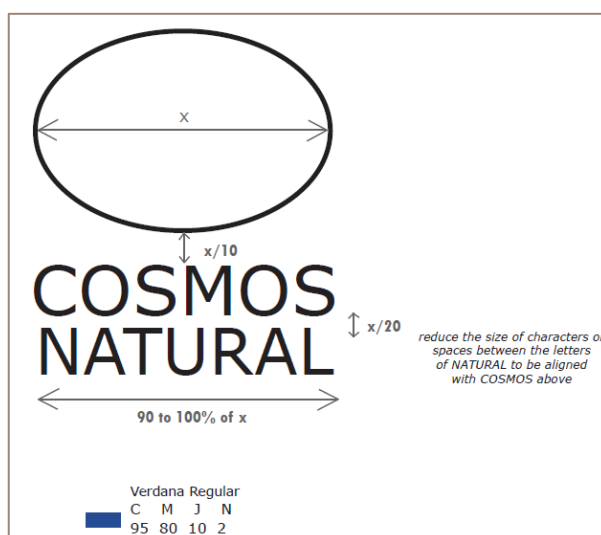 x
x/10
COSMOS
NATURAL
x/20
reduce the size of characters or
spaces between the letters
of NATURAL to be aligned
with COSMOS above
90 to 100% of x
Verdana Regular
C M J N
95 80 10 2